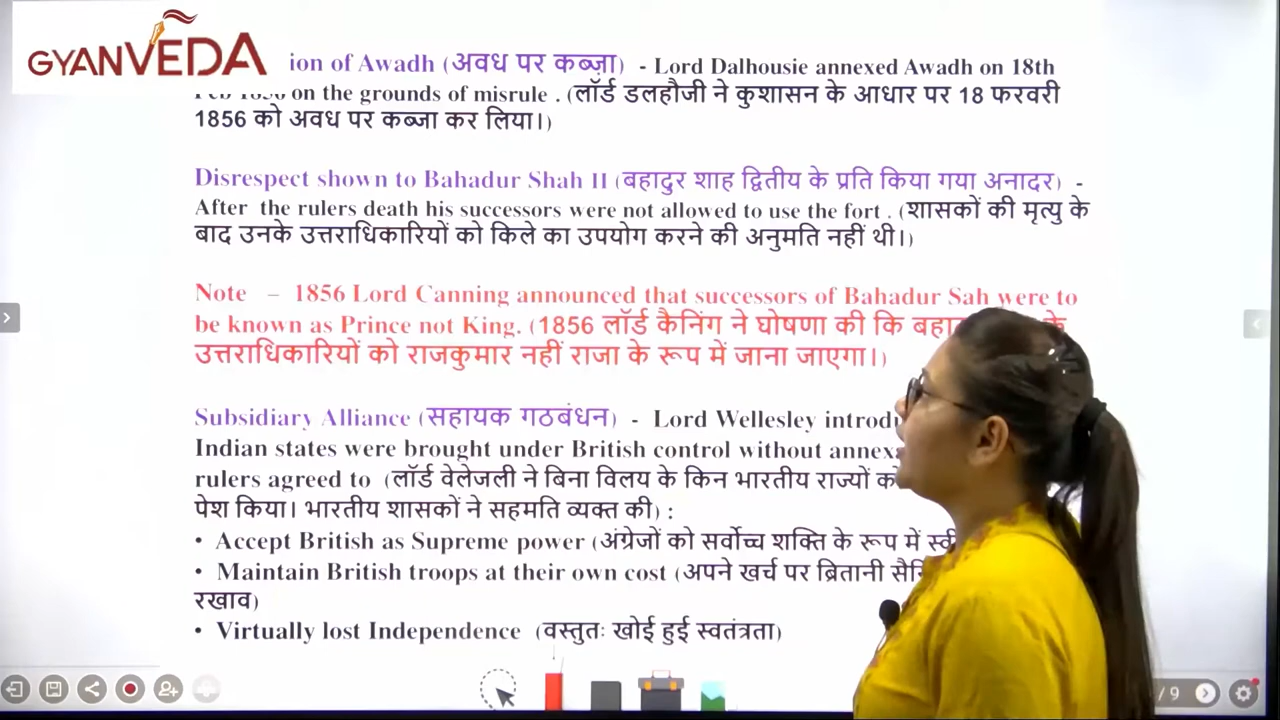 GYANVEDA
ion of Awadh (अवध पर कब्ज़ा) - Lord Dalhousie annexed Awadh on 18th
Feb 1856 on the grounds of misrule . (लॉर्ड डलहौजी ने कुशासन के आधार पर 18 फरवरी
1856 को अवध पर कब्जा कर लिया।)
Disrespect shown to Bahadur Shah II (बहादुर शाह द्वितीय के प्रति किया गया अनादर) -
After the rulers death his successors were not allowed to use the fort . (शासकों की मृत्यु के
बाद उनके उत्तराधिकारियों को किले का उपयोग करने की अनुमति नहीं थी।)
Note – 1856 Lord Canning announced that successors of Bahadur Sah were to
be known as Prince not King. (1856 लॉर्ड कैनिंग ने घोषणा की कि के
उत्तराधिकारियों को राजकुमार नहीं राजा के रूप में जाना जाएगा।)
Subsidiary Alliance (सहायक गठबंधन) - Lord Wellesley
Indian states were brought under British control without
rulers agreed to (लॉर्ड वेलेजली ने बिना विलय के किन भारतीय राज्यों को
पेश किया। भारतीय शासकों ने सहमति व्यक्त की) :
• Accept British as Supreme power (अंग्रेजों को सर्वोच्च शक्ति के रूप में
• Maintain British troops at their own cost (अपने खर्च पर ब्रितानी
रखाव)
• Virtually lost Independence (वस्तुतः खोई हुई स्वतंत्रता)
/ 9